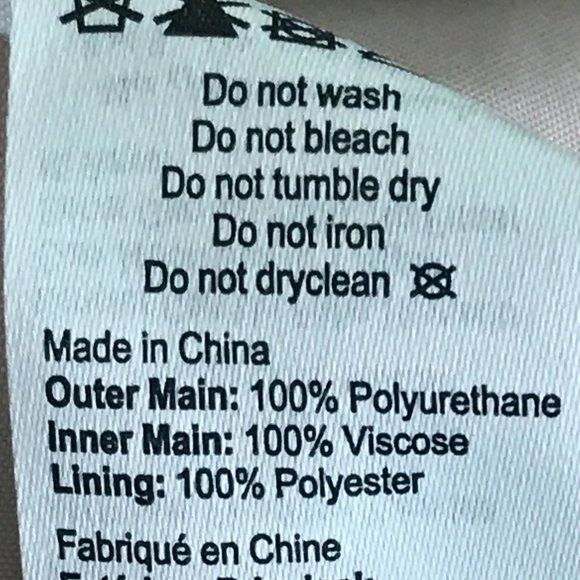 Do not wash
Do not bleach
Do not tumble dry
Do not iron
Do not dryclean
Made in China
Outer Main: 100% Polyurethane
Inner Main: 100% Viscose
Lining: 100% Polyester
Fabriqué en Chine